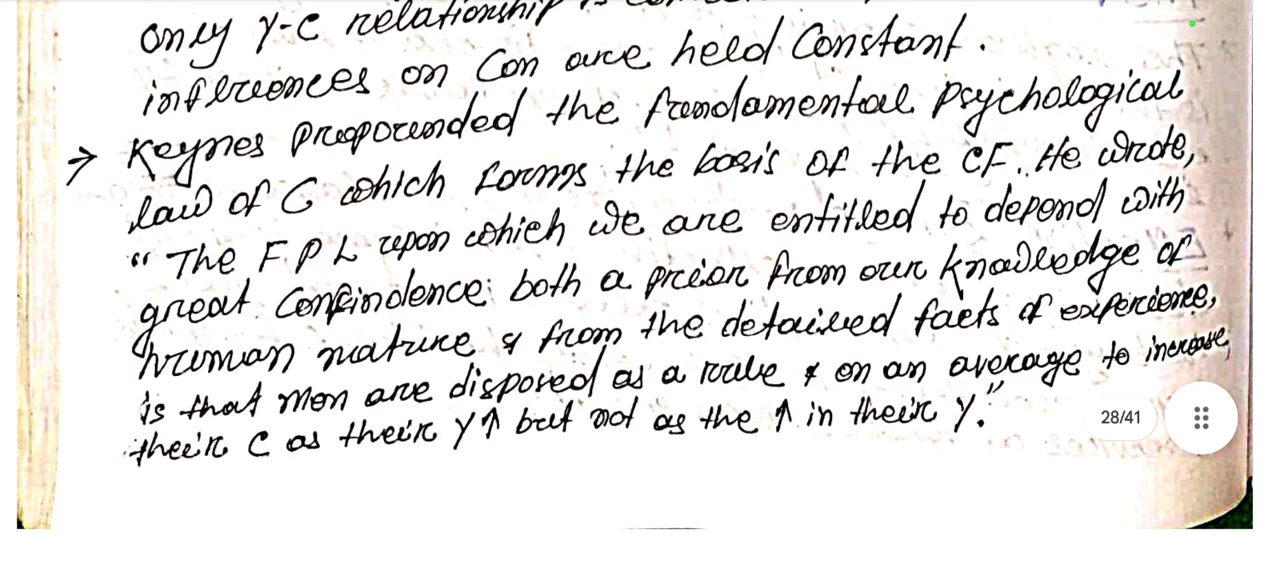 only Y-C relationship is
influences on Con are held Constant.
→ Keynes propounded the fundamental Psychological
law of C which forms the basis of the CF. He wrote,
"The F P L upon which we are entitled to depend with
great Confindence both a prior from our knowledge of
human nature & from the detailed facts of experience,
is that men are disposed as a rule & on an average to increase
their C as their Y↑ but not as the ↑ in their Y."
28/41